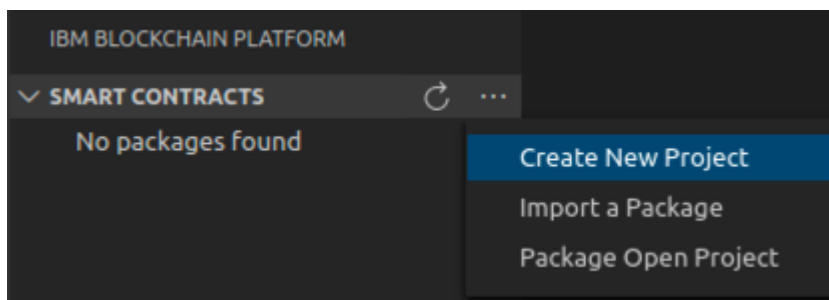 IBM BLOCKCHAIN PLATFORM
SMART CONTRACTS
No packages found
Create New Project
Import a Package
Package Open Project